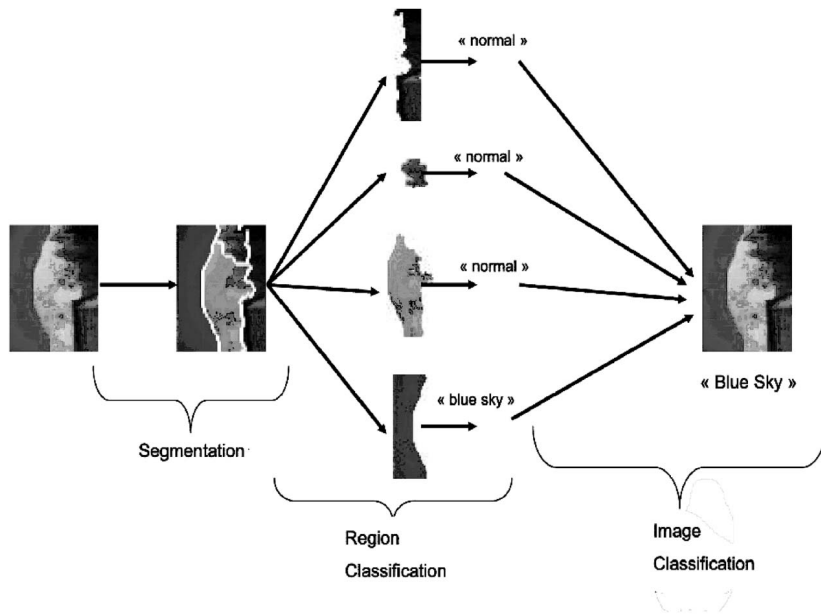 « normal »
« normal »
« normal »
« blue sky »
« Blue Sky »
Segmentation
Region
Classification
Image
Classification